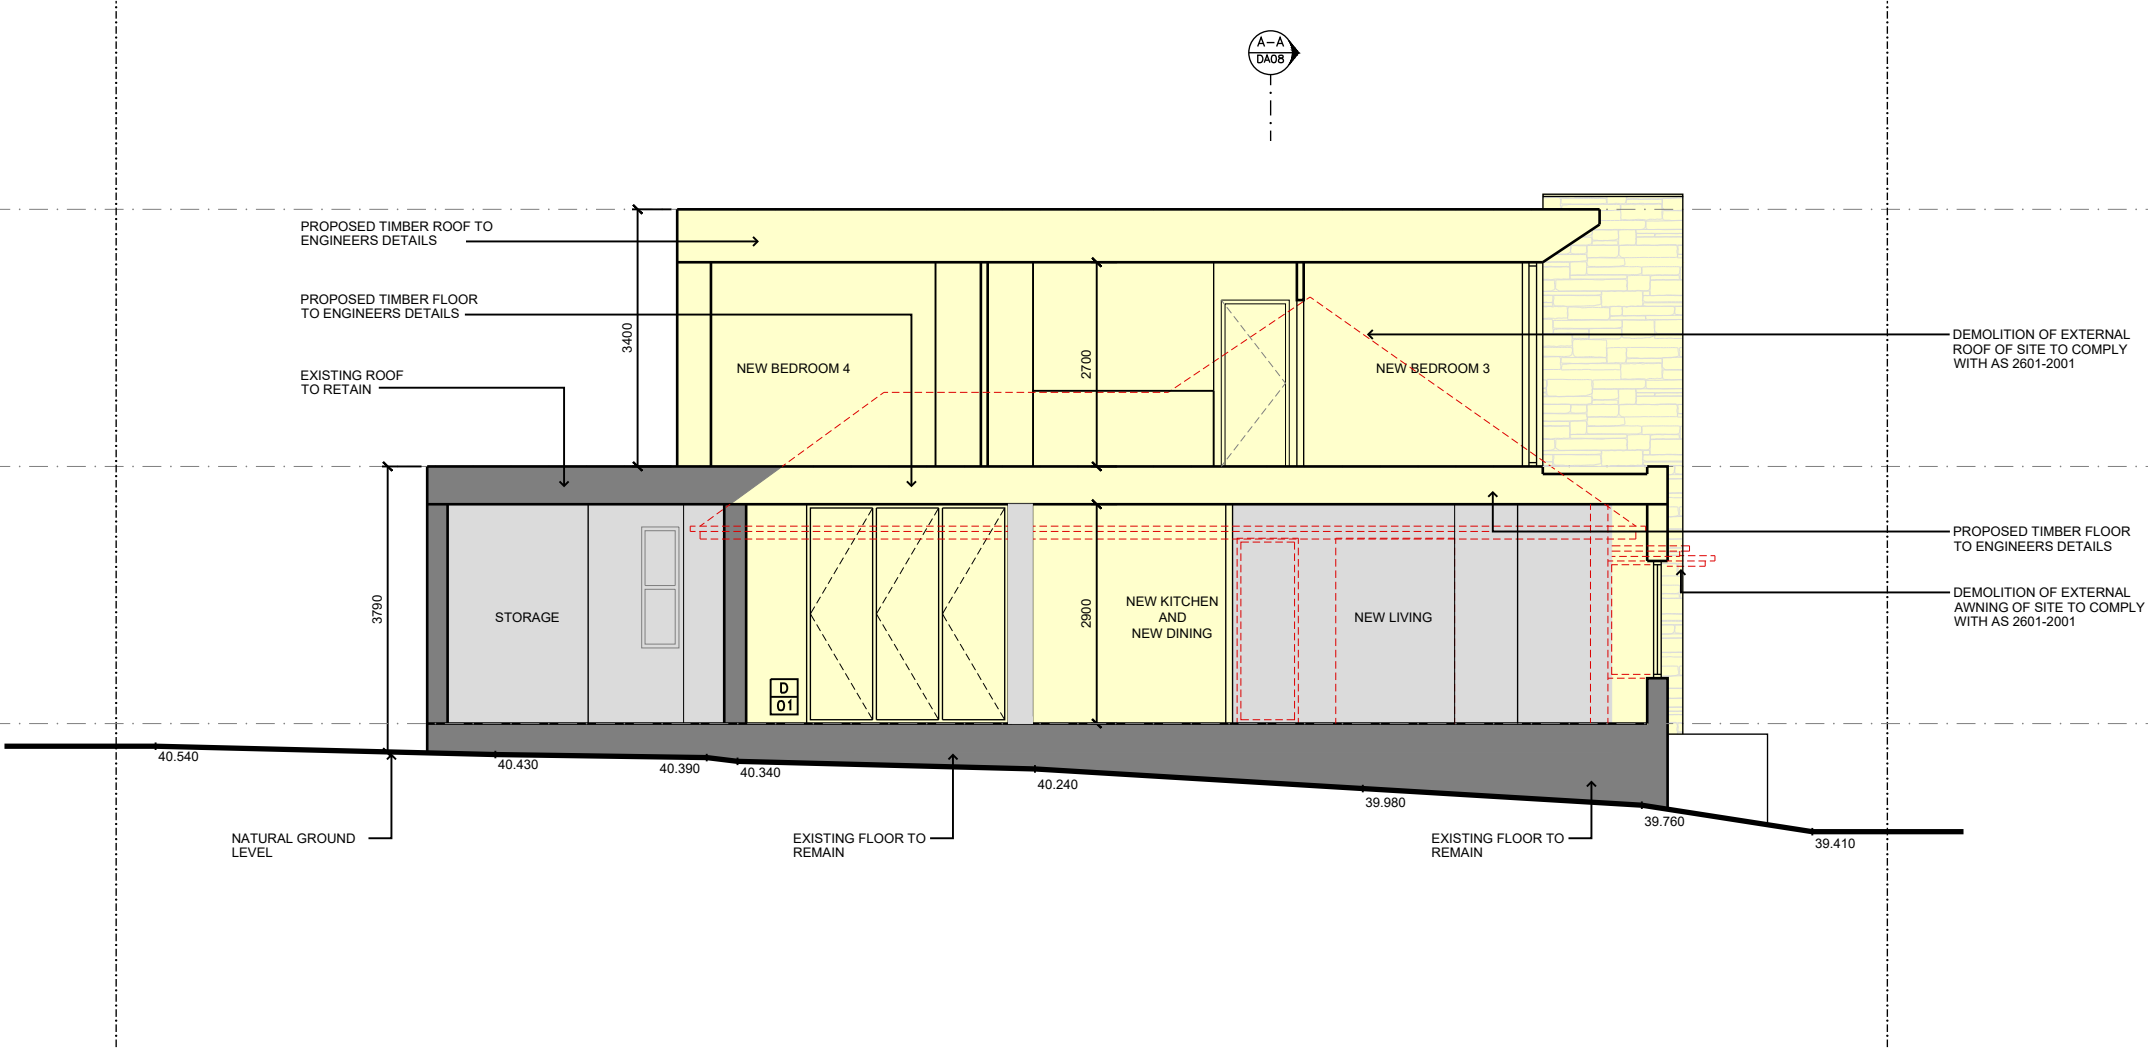 A-A
DA08
PROPOSED TIMBER ROOF TO
ENGINEERS DETAILS
PROPOSED TIMBER FLOOR
TO ENGINEERS DETAILS
3400
2700
DEMOLITION OF EXTERNAL
ROOF OF SITE TO COMPLY
WITH AS 2601-2001
EXISTING ROOF
TO RETAIN
NEW BEDROOM 4
NEW BEDROOM 3
PROPOSED TIMBER FLOOR
TO ENGINEERS DETAILS
DEMOLITION OF EXTERNAL
AWNING OF SITE TO COMPLY
WITH AS 2601-2001
3790
STORAGE
2900
NEW KITCHEN
AND
NEW DINING
NEW LIVING
D
01
40.540
40.430
40.390
40.340
40.240
39.980
39.760
39.410
NATURAL GROUND
LEVEL
EXISTING FLOOR TO
REMAIN
EXISTING FLOOR TO
REMAIN